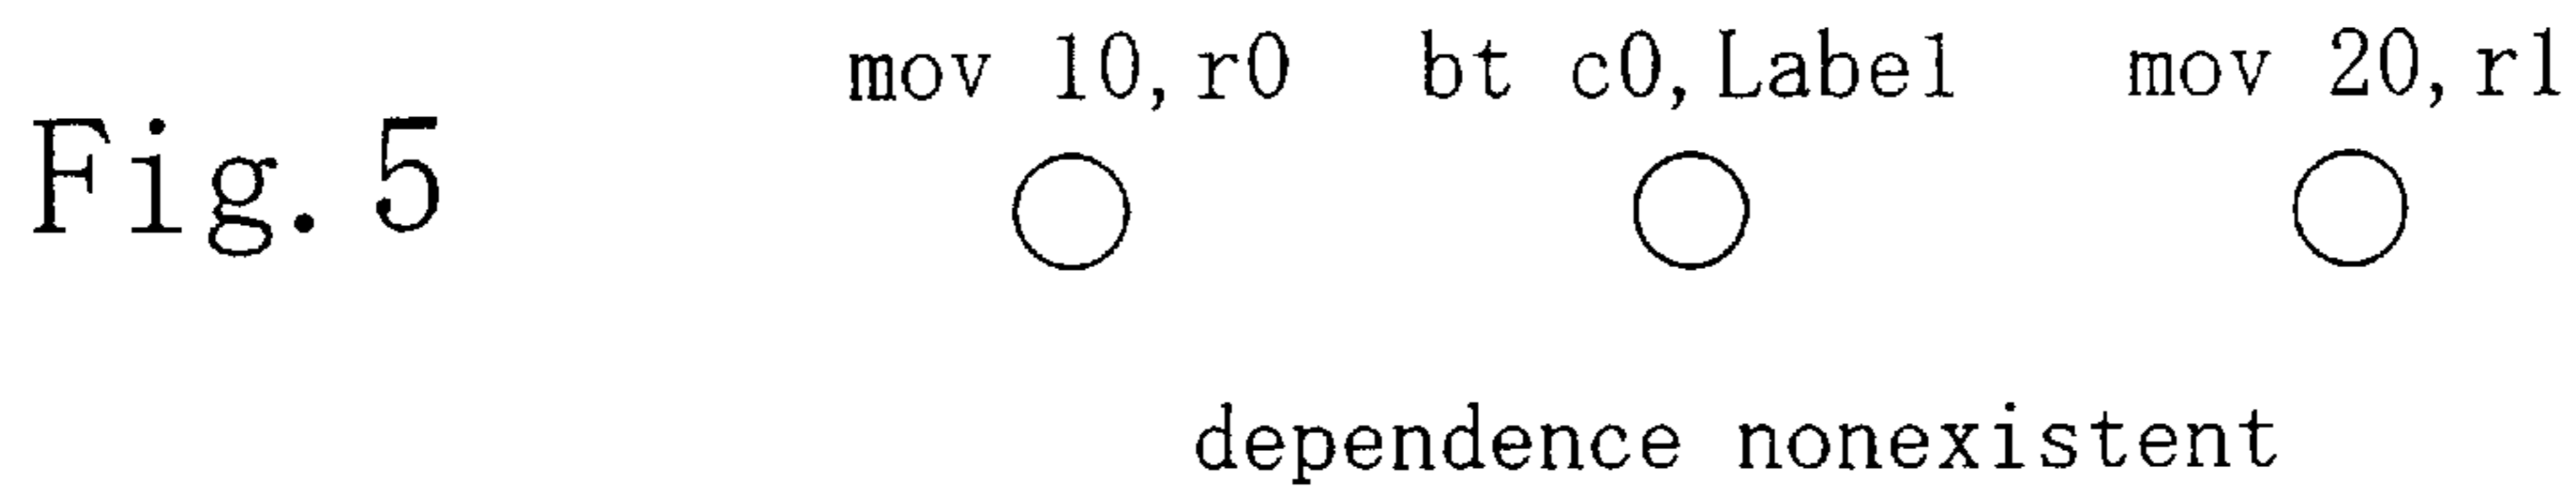 mov 10,r0 bt c0,Label mov 20,r1
Fig.5
dependence nonexistent